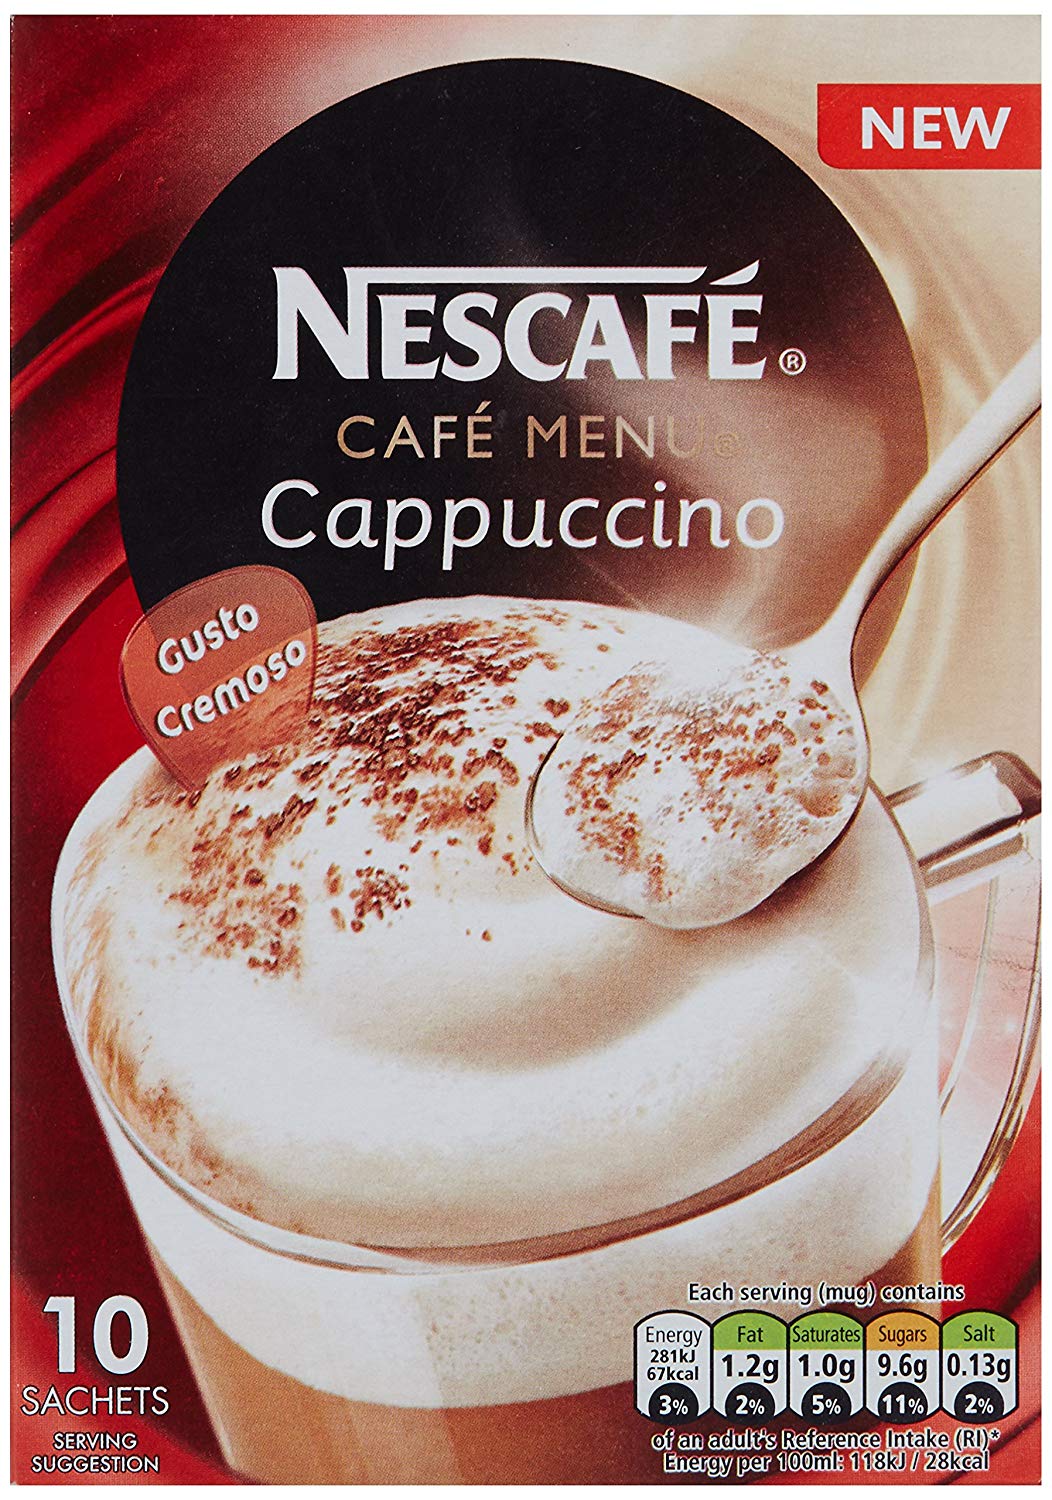 NEW
NESCAFÉ®
CAFÉ MENU®
Cappuccino
Gusto
Cremoso
10
SACHETS
SERVING
SUGGESTION
Each serving (mug) contains
Energy Fat Saturates Sugars Salt
281kJ
67kcal 1.2g 1.0g 9.6g 0.13g
3% 2% 5% 11% 2%
of an adult's Reference Intake (RI)*
Energy per 100ml: 118kJ / 28kcal